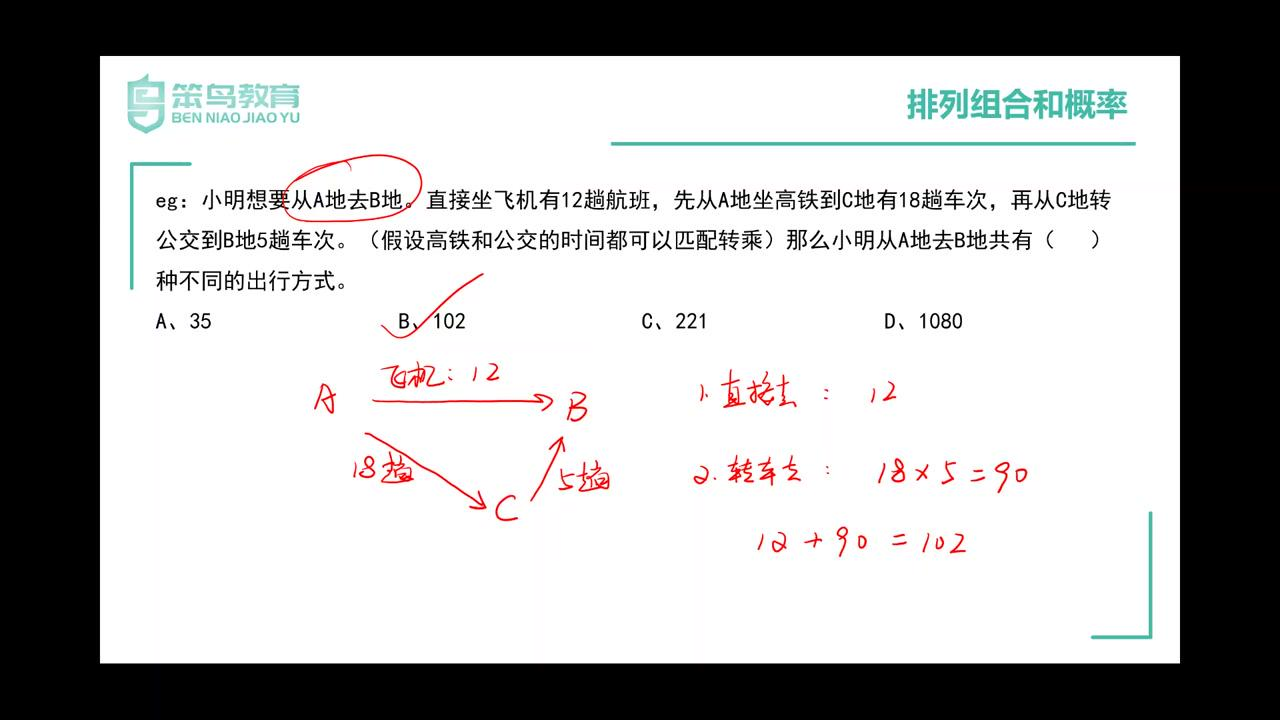 笨鸟教育
BEN NIAO JIAO YU
排列组合和概率
eg：小明想要从A地去B地。直接坐飞机有12趟航班，先从A地坐高铁到C地有18趟车次，再从C地转
公交到B地5趟车次。（假设高铁和公交的时间都可以匹配转乘）那么小明从A地去B地共有（　）
种不同的出行方式。
A、35 B、102 C、221 D、1080
飞机：12
A B
18趟 5趟
C
1.直接去：12
2.转车去：18×5=90
12+90=102